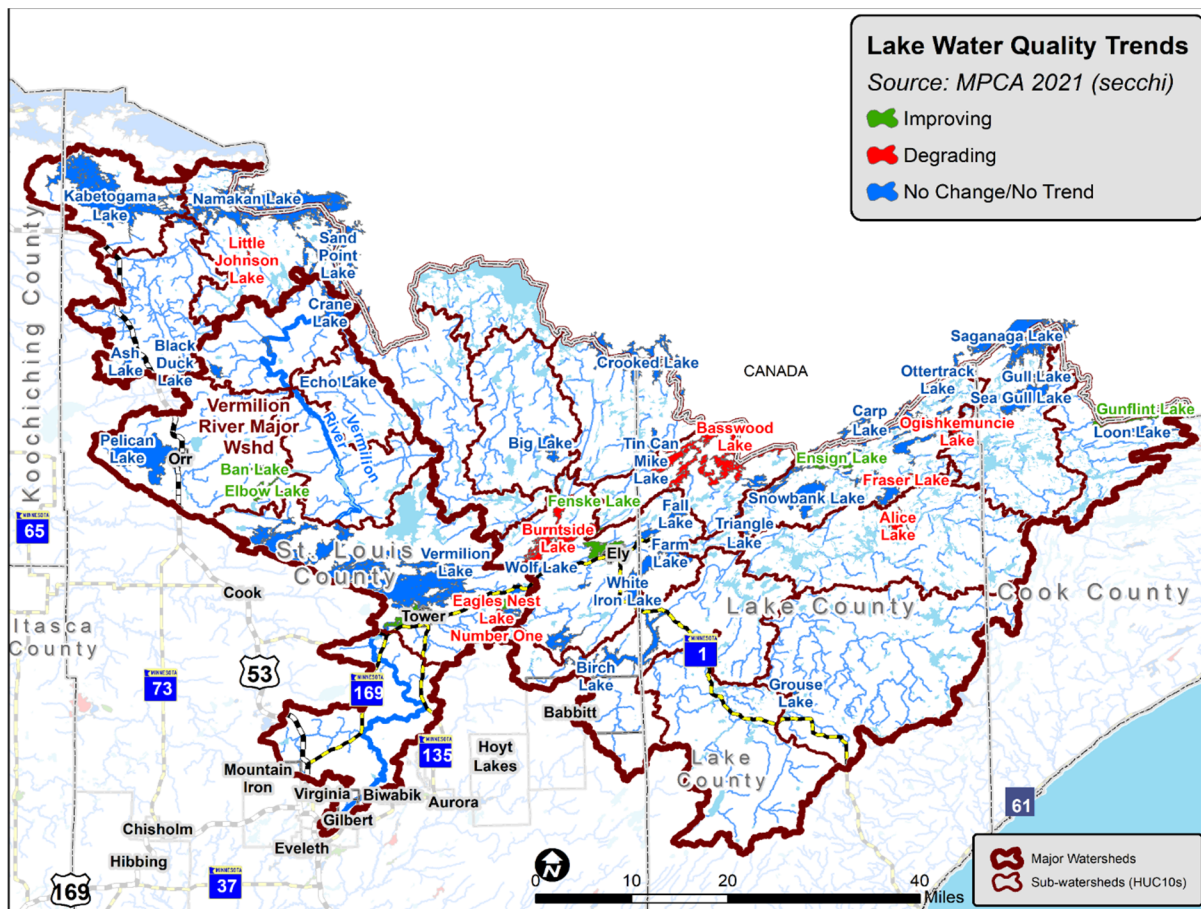 Lake Water Quality Trends
Source: MPCA 2021 (secchi)
Improving
Degrading
No Change/No Trend
Kabetogama
Lake
Namakan Lake
Little
Johnson
Lake
Sand
Point
Lake
Crane
Lake
Koochiching County
Ash
Lake
Black
Duck
Lake
Echo Lake
Vermilion
River Major
Wshd
Vermilion
River
Pelican
Lake
Orr
Ban Lake
Elbow Lake
Crooked Lake
CANADA
Saganaga Lake
Ottertrack
Lake
Gull Lake
Sea Gull Lake
Gunflint Lake
Loon Lake
Carp
Lake
Ogishkemuncie
Lake
Basswood
Lake
Big Lake
Tin Can
Mike
Lake
Ensign Lake
Fraser Lake
Snowbank Lake
Alice
Lake
Fenske Lake
Fall
Lake
Triangle
Lake
Burntside
Lake
Ely
Farm
Lake
Wolf Lake
White
Iron Lake
St. Louis
County
Vermilion
Lake
Eagles Nest
Lake
Number One
Tower
Cook
Lake County
Cook County
Itasca
County
MINNESOTA
65
MINNESOTA
73
53
MINNESOTA
169
MINNESOTA
1
Birch
Lake
Grouse
Lake
Babbitt
MINNESOTA
135
Hoyt
Lakes
Lake
County
Mountain
Iron
Virginia
Biwabik
Aurora
Gilbert
Eveleth
Chisholm
Hibbing
169
MINNESOTA
37
61
N
0
10
20
40
Miles
Major Watersheds
Sub-watersheds (HUC10s)